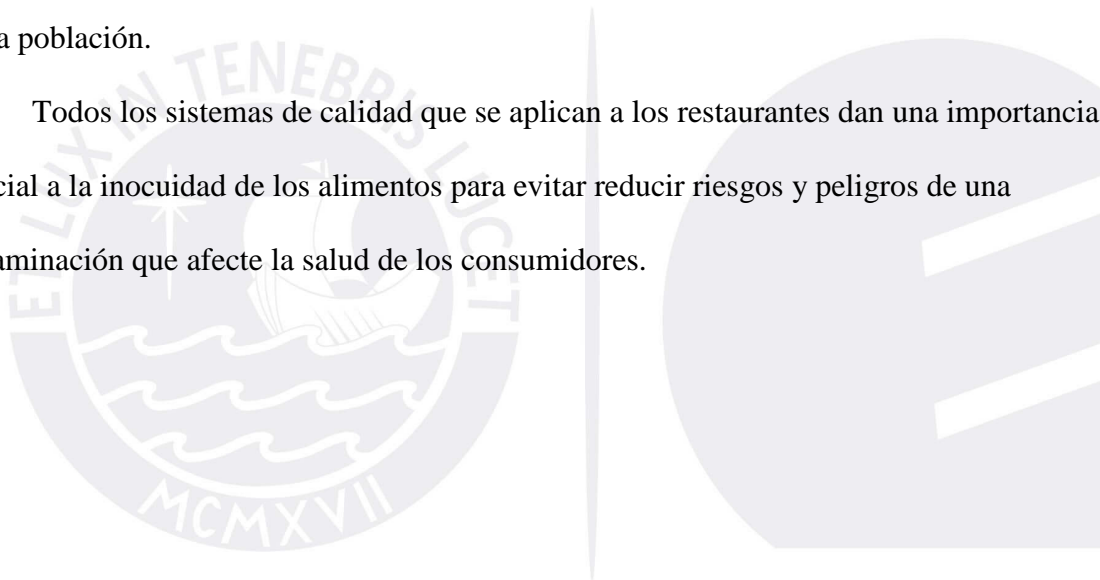 a población.
Todos los sistemas de calidad que se aplican a los restaurantes dan una importancia
cial a la inocuidad de los alimentos para evitar reducir riesgos y peligros de una
aminación que afecte la salud de los consumidores.
ET LUX IN TENEBRIS LUCET
MCMXVII